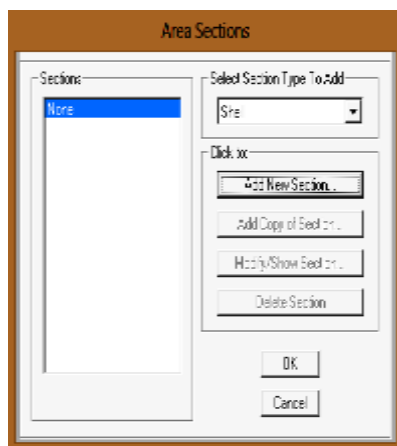 Area Sections
Sections
None
Select Section Type To Add
Shell
Click to:
Add New Section...
Add Copy of Section...
Modify/Show Section...
Delete Section
OK
Cancel